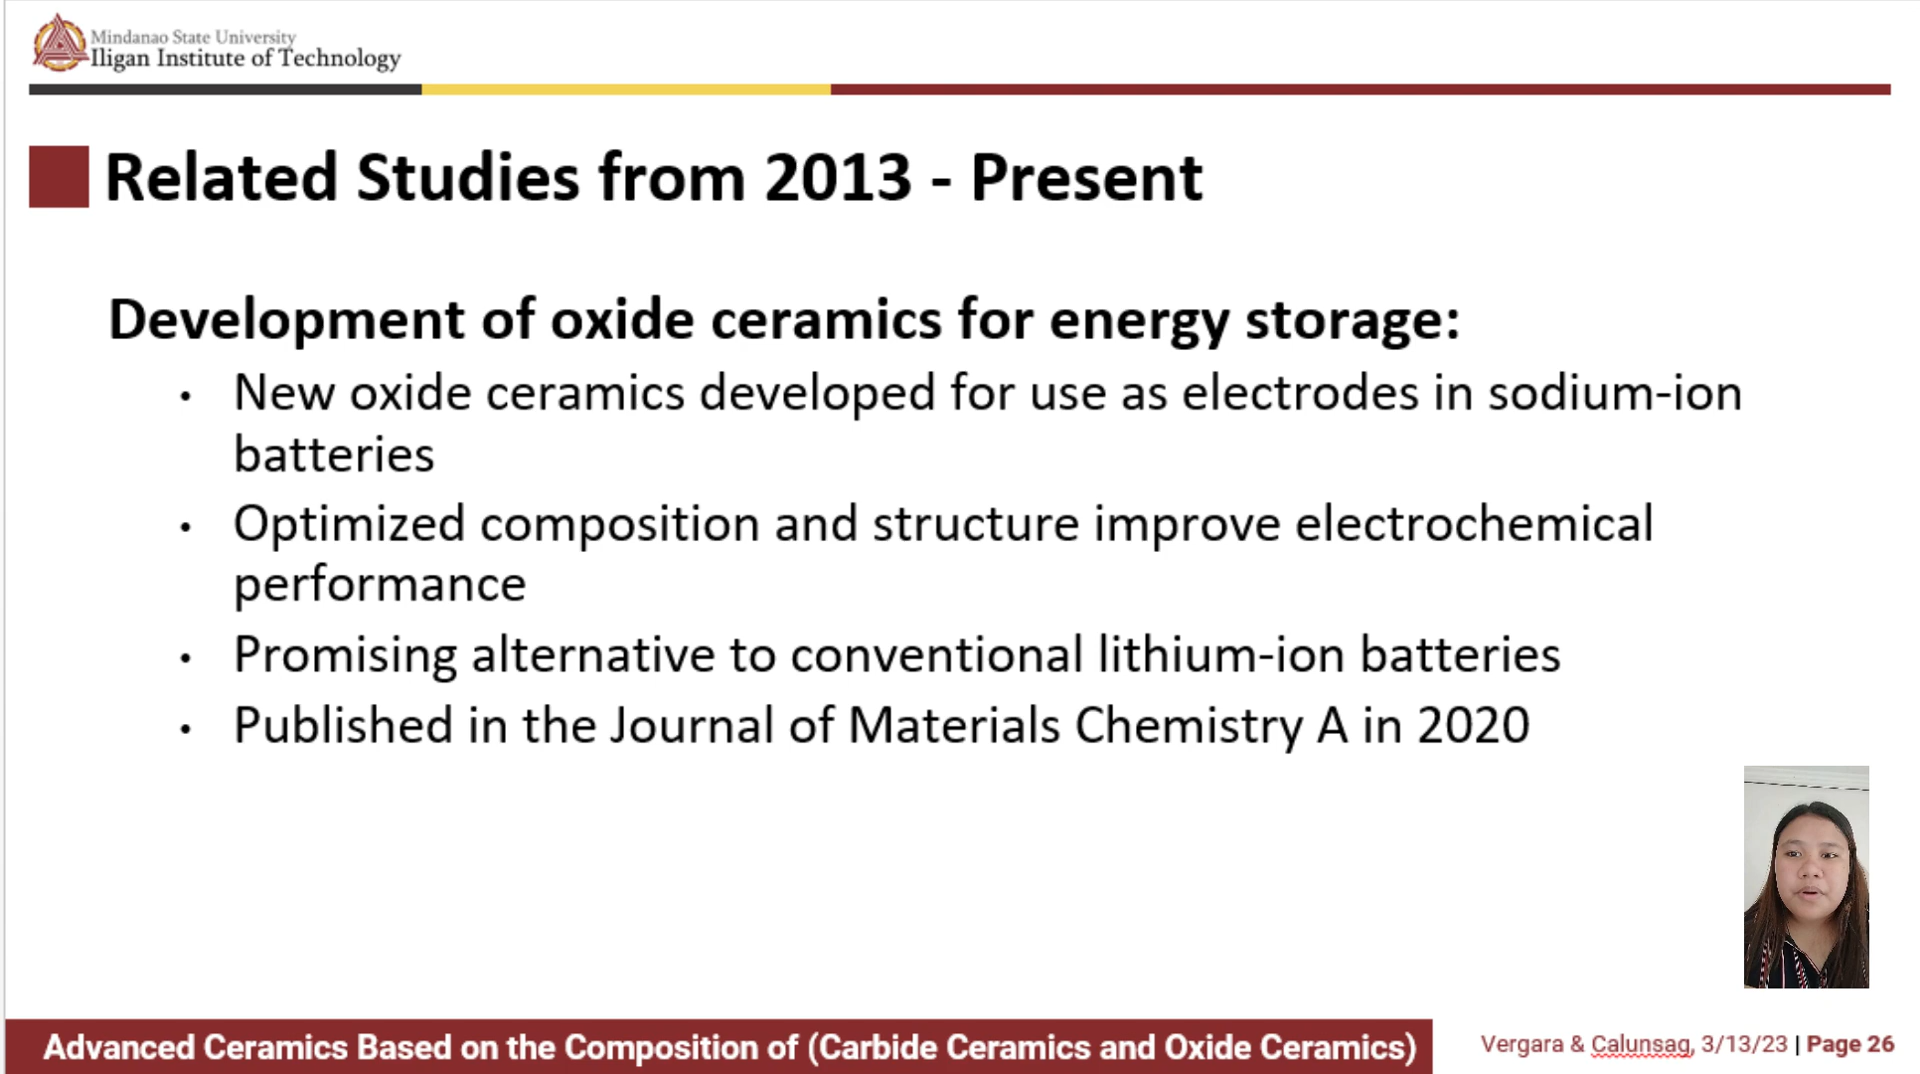 Mindanao State University
Iligan Institute of Technology
Related Studies from 2013 - Present
Development of oxide ceramics for energy storage:
• New oxide ceramics developed for use as electrodes in sodium-ion
batteries
• Optimized composition and structure improve electrochemical
performance
• Promising alternative to conventional lithium-ion batteries
• Published in the Journal of Materials Chemistry A in 2020
Advanced Ceramics Based on the Composition of (Carbide Ceramics and Oxide Ceramics)
Vergara & Calunsag, 3/13/23 | Page 26